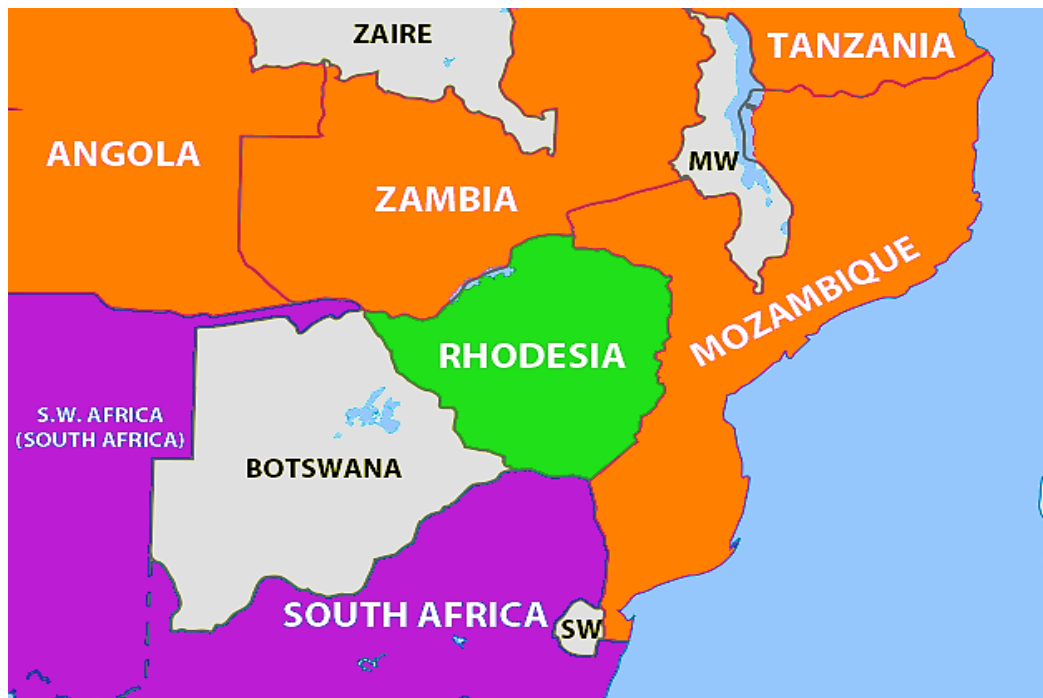 ZAIRE
TANZANIA
ANGOLA
MW
ZAMBIA
MOZAMBIQUE
RHODESIA
S.W. AFRICA
(SOUTH AFRICA)
BOTSWANA
SOUTH AFRICA
SW